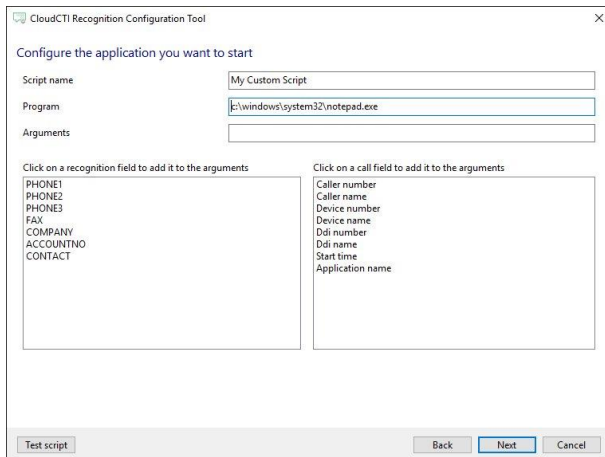 CloudCTI Recognition Configuration Tool
Configure the application you want to start
Script name My Custom Script
Program c:\windows\system32\notepad.exe
Arguments
Click on a recognition field to add it to the arguments
PHONE1
PHONE2
PHONE3
FAX
COMPANY
ACCOUNTNO
CONTACT
Click on a call field to add it to the arguments
Caller number
Caller name
Device number
Device name
Ddi number
Ddi name
Start time
Application name
Test script Back Next Cancel